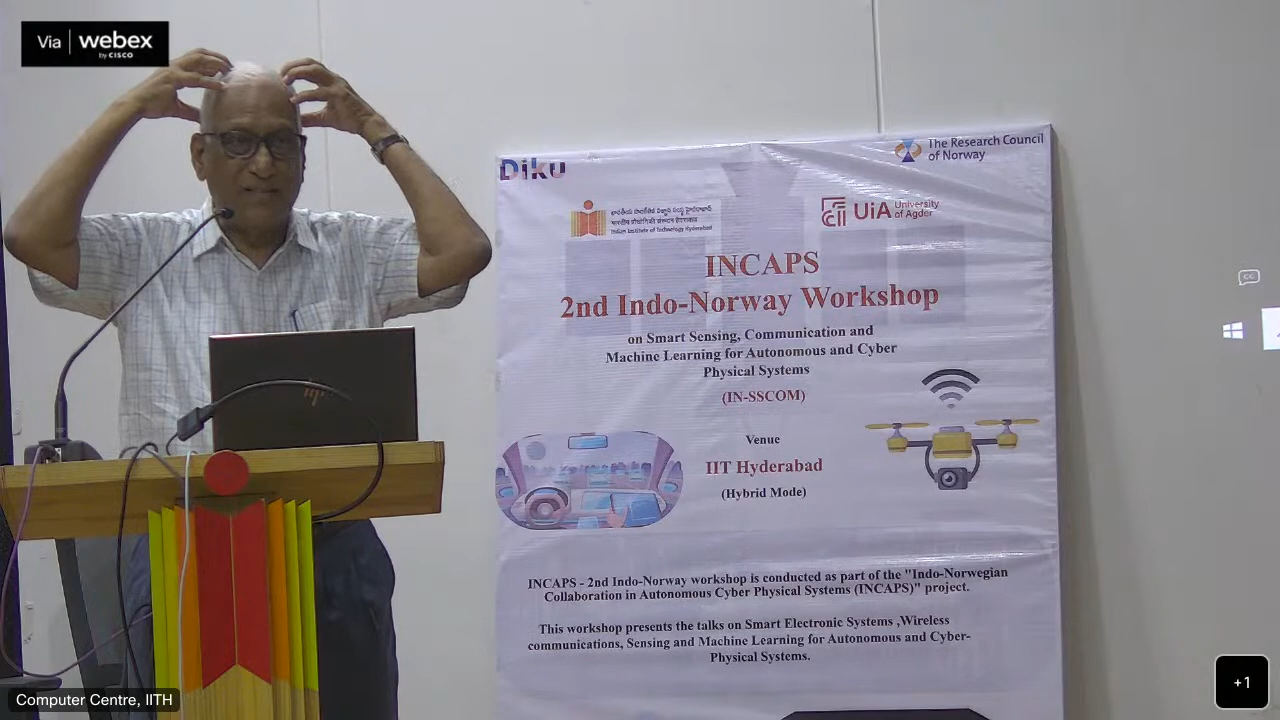 Via webex
by CISCO
Diku
The Research Council
of Norway
भारतीय प्रौद्योगिकी संस्थान हैदराबाद
Indian Institute of Technology Hyderabad
UiA University
of Agder
INCAPS
2nd Indo-Norway Workshop
on Smart Sensing, Communication and
Machine Learning for Autonomous and Cyber
Physical Systems
(IN-SSCOM)
Venue
IIT Hyderabad
(Hybrid Mode)
INCAPS - 2nd Indo-Norway workshop is conducted as part of the "Indo-Norwegian
Collaboration in Autonomous Cyber Physical Systems (INCAPS)" project.
This workshop presents the talks on Smart Electronic Systems ,Wireless
communications, Sensing and Machine Learning for Autonomous and Cyber-
Physical Systems.
hp
CC
Computer Centre, IITH
+1